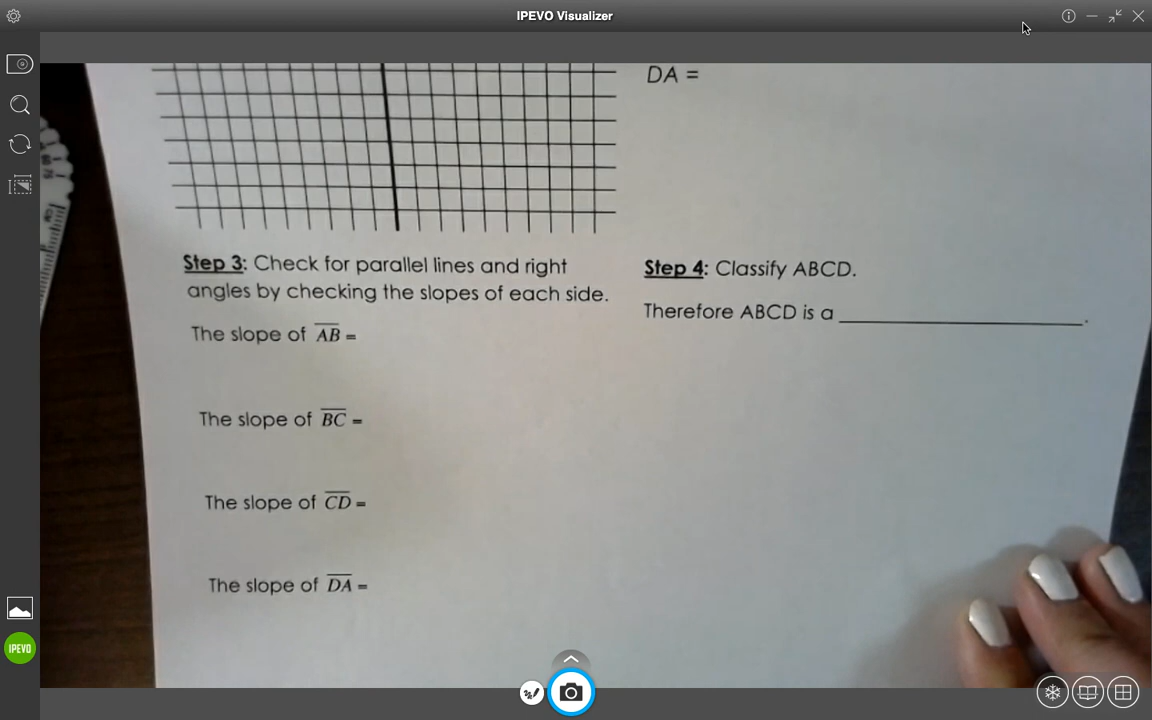 IPEVO Visualizer
DA =
Step 3: Check for parallel lines and right
angles by checking the slopes of each side.
The slope of AB =
The slope of BC =
The slope of CD =
The slope of DA =
Step 4: Classify ABCD.
Therefore ABCD is a ____________________.
IPEVO